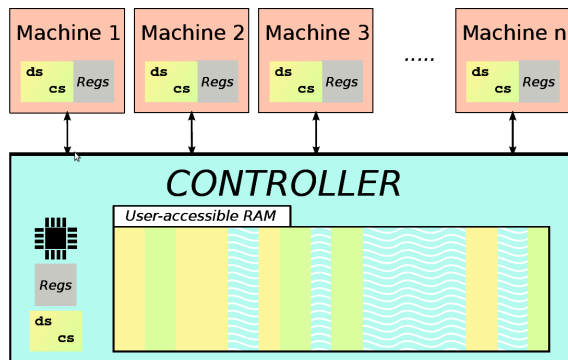 Machine 1
ds
cs
Regs
Machine 2
ds
cs
Regs
Machine 3
ds
cs
Regs
.....
Machine n
ds
cs
Regs
CONTROLLER
User-accessible RAM
Regs
ds
cs